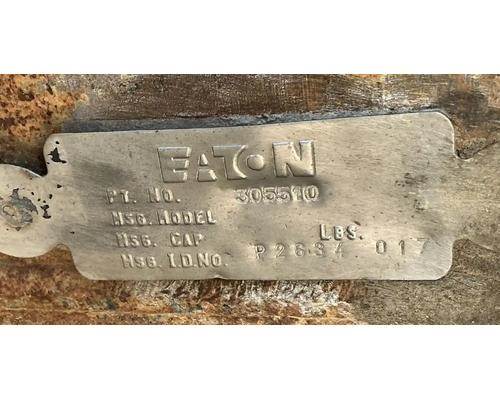 EATON
PT. NO. 305510
HSG. MODEL
HSG. CAP LBS.
HSG. I.D. NO. P2634 017